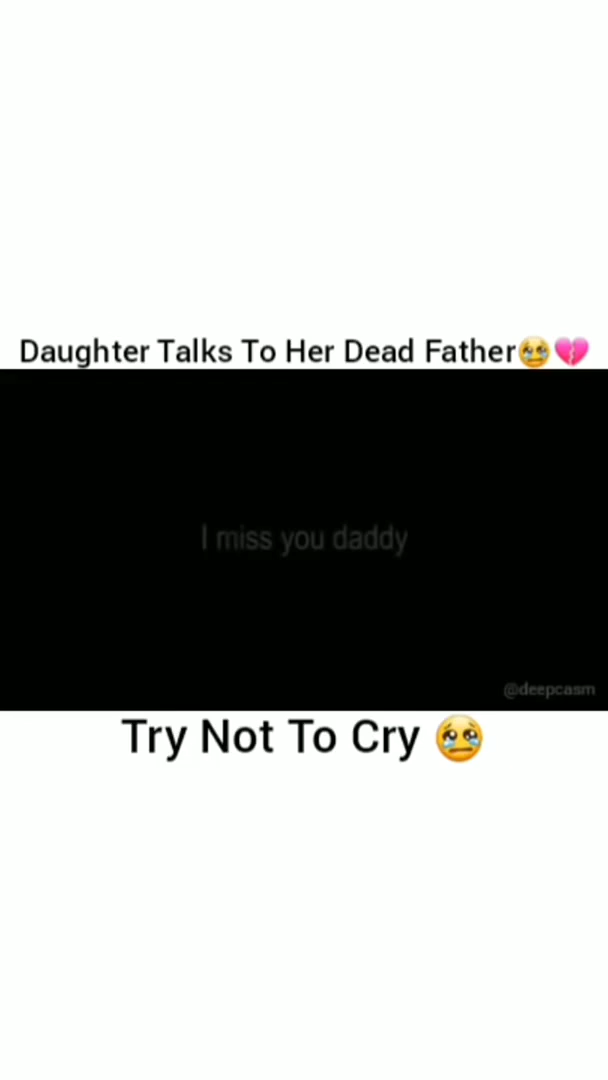 Daughter Talks To Her Dead Father🥹💔
I miss you daddy
@deepcasm
Try Not To Cry 😢